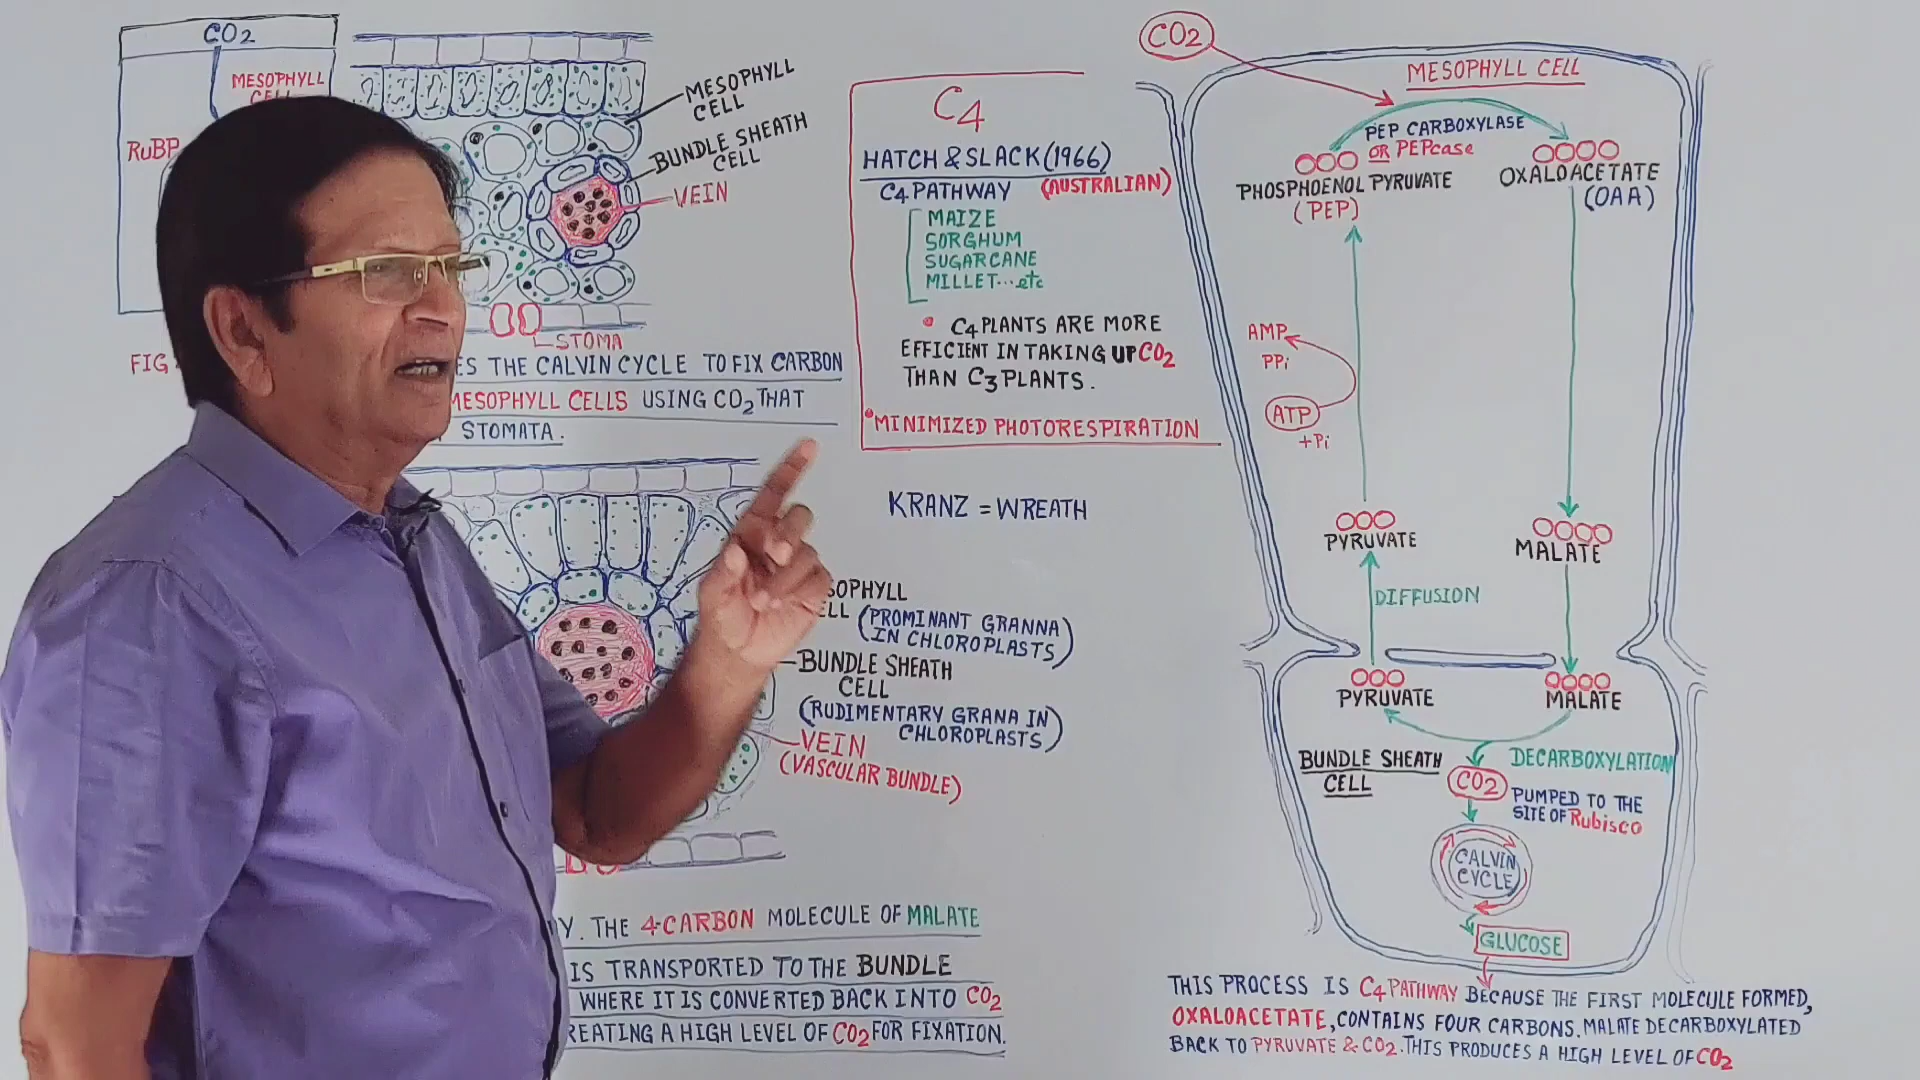 CO2
MESOPHYLL
CELL
RUBP
MESOPHYLL
CELL
BUNDLE SHEATH
CELL
VEIN
STOMA
FIG
ES THE CALVIN CYCLE TO FIX CARBON
MESOPHYLL CELLS USING CO2 THAT
STOMATA.
C4
HATCH & SLACK (1966)
C4 PATHWAY (AUSTRALIAN)
MAIZE
SORGHUM
SUGARCANE
MILLET...etc
• C4 PLANTS ARE MORE
EFFICIENT IN TAKING UP CO2
THAN C3 PLANTS.
•MINIMIZED PHOTORESPIRATION
KRANZ = WREATH
SOPHYLL
ELL (PROMINANT GRANNA
IN CHLOROPLASTS)
BUNDLE SHEATH
CELL
(RUDIMENTARY GRANA IN
CHLOROPLASTS)
VEIN
(VASCULAR BUNDLE)
Y. THE 4-CARBON MOLECULE OF MALATE
IS TRANSPORTED TO THE BUNDLE
WHERE IT IS CONVERTED BACK INTO CO2
REATING A HIGH LEVEL OF CO2 FOR FIXATION.
CO2
MESOPHYLL CELL
PEP CARBOXYLASE
OR PEPcase
PHOSPHOENOL PYRUVATE
(PEP)
OXALOACETATE
(OAA)
AMP
PPi
ATP
+Pi
PYRUVATE
MALATE
DIFFUSION
PYRUVATE
MALATE
BUNDLE SHEATH
CELL
DECARBOXYLATION
CO2
PUMPED TO THE
SITE OF Rubisco
CALVIN
CYCLE
GLUCOSE
THIS PROCESS IS C4 PATHWAY BECAUSE THE FIRST MOLECULE FORMED,
OXALOACETATE, CONTAINS FOUR CARBONS. MALATE DECARBOXYLATED
BACK TO PYRUVATE & CO2. THIS PRODUCES A HIGH LEVEL OF CO2